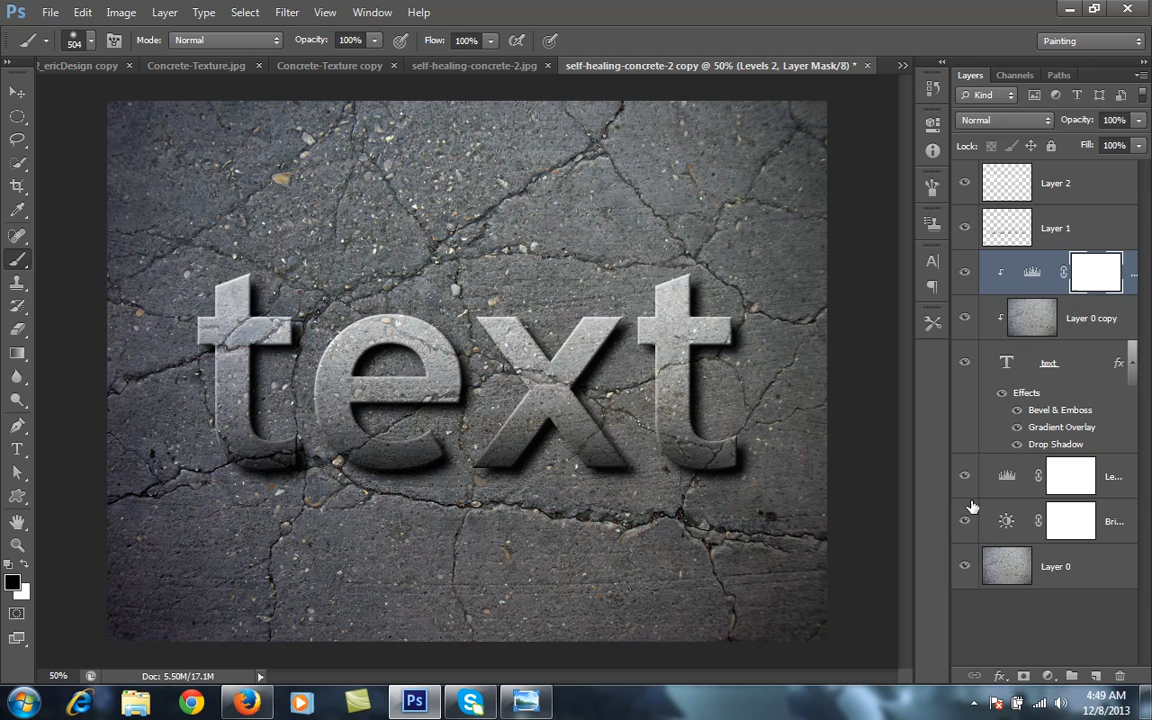 Ps File Edit Image Layer Type Select Filter View Window Help
504 Mode: Normal Opacity: 100% Flow: 100% Painting
2_ericDesign copy × Concrete-Texture.jpg × Concrete-Texture copy × self-healing-concrete-2.jpg × self-healing-concrete-2 copy @ 50% (Levels 2, Layer Mask/8) * ×
Layers Channels Paths
Kind
Normal Opacity: 100%
Lock: Fill: 100%
Layer 2
Layer 1
...
Layer 0 copy
text fx
Effects
Bevel & Emboss
Gradient Overlay
Drop Shadow
Le...
Bri...
Layer 0
text
50% Doc: 5.50M/17.1M
Ps
4:49 AM
12/8/2013